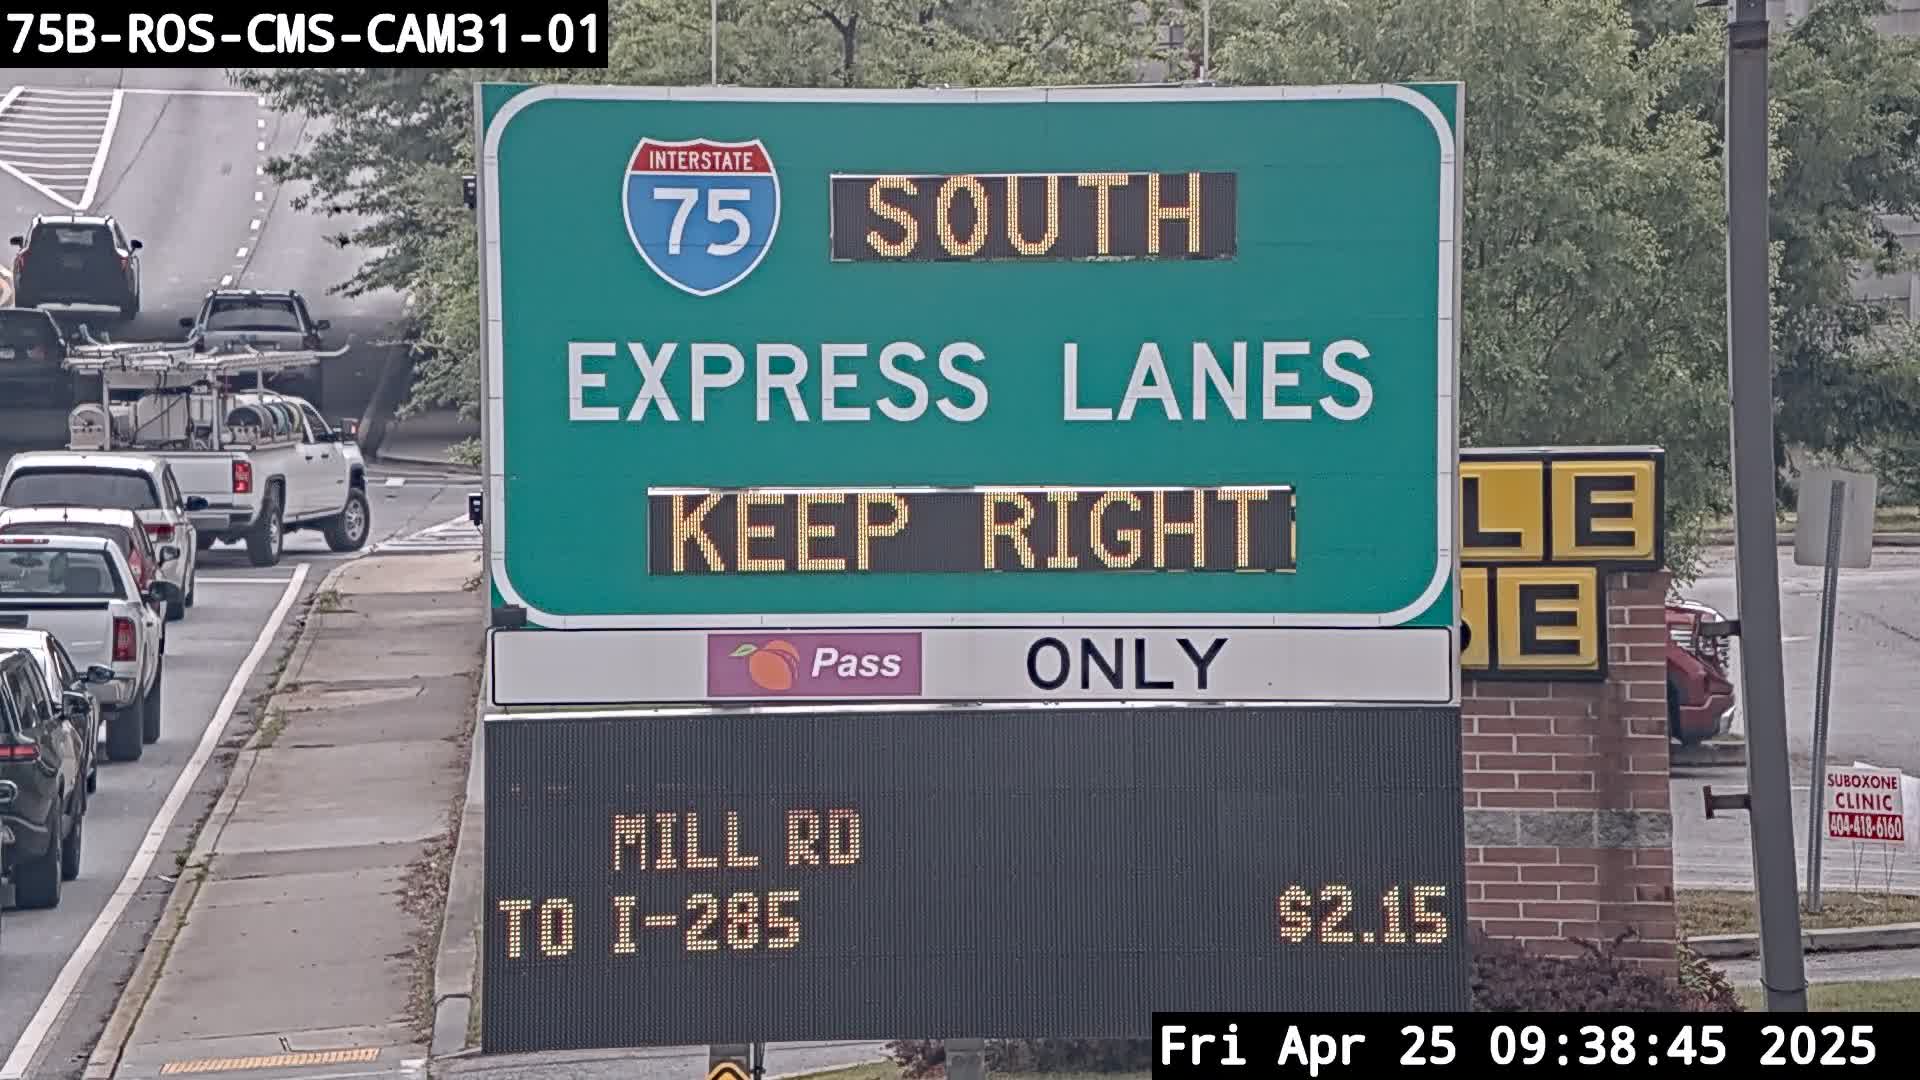 75B-ROS-CMS-CAM31-01
INTERSTATE
75
SOUTH
EXPRESS LANES
KEEP RIGHT
Pass ONLY
MILL RD
TO I-285 $2.15
LE
E
SUBOXONE
CLINIC
404-418-6160
Fri Apr 25 09:38:45 2025